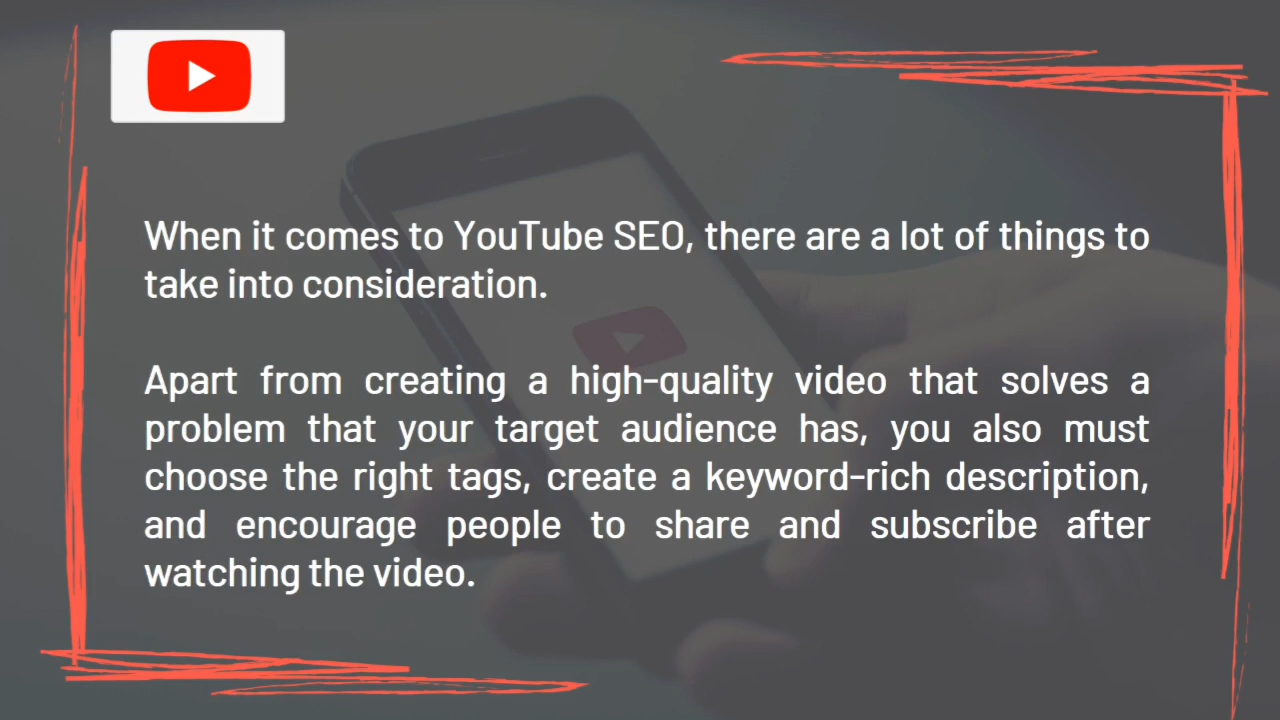 When it comes to YouTube SEO, there are a lot of things to
take into consideration.
Apart from creating a high-quality video that solves a
problem that your target audience has, you also must
choose the right tags, create a keyword-rich description,
and encourage people to share and subscribe after
watching the video.